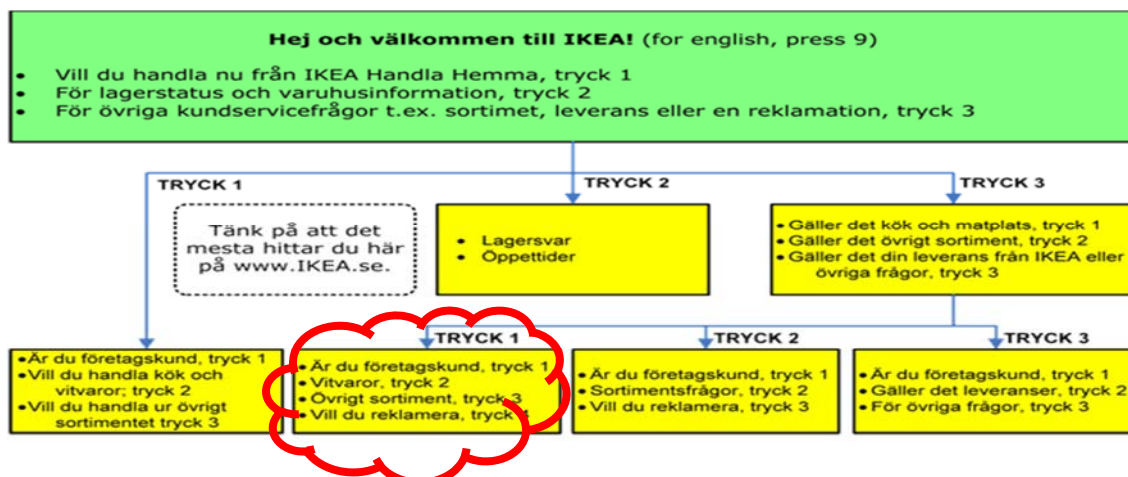 Hej och välkommen till IKEA! (for english, press 9)
• Vill du handla nu från IKEA Handla Hemma, tryck 1
• För lagerstatus och varuhusinformation, tryck 2
• För övriga kundservicefrågor t.ex. sortimet, leverans eller en reklamation, tryck 3
TRYCK 1
TRYCK 2
TRYCK 3
Tänk på att det
mesta hittar du här
på www.IKEA.se.
• Lagersvar
• Öppettider
• Gäller det kök och matplats, tryck 1
• Gäller det övrigt sortiment, tryck 2
• Gäller det din leverans från IKEA eller
övriga frågor, tryck 3
TRYCK 1
TRYCK 2
TRYCK 3
• Är du företagskund, tryck 1
• Vill du handla kök och
vitvaror; tryck 2
• Vill du handla ur övrigt
sortimentet tryck 3
• Är du företagskund, tryck 1
• Vitvaror, tryck 2
• Övrigt sortiment, tryck 3
• Vill du reklamera, tryck 4
• Är du företagskund, tryck 1
• Sortimentsfrågor, tryck 2
• Vill du reklamera, tryck 3
• Är du företagskund, tryck 1
• Gäller det leveranser, tryck 2
• För övriga frågor, tryck 3